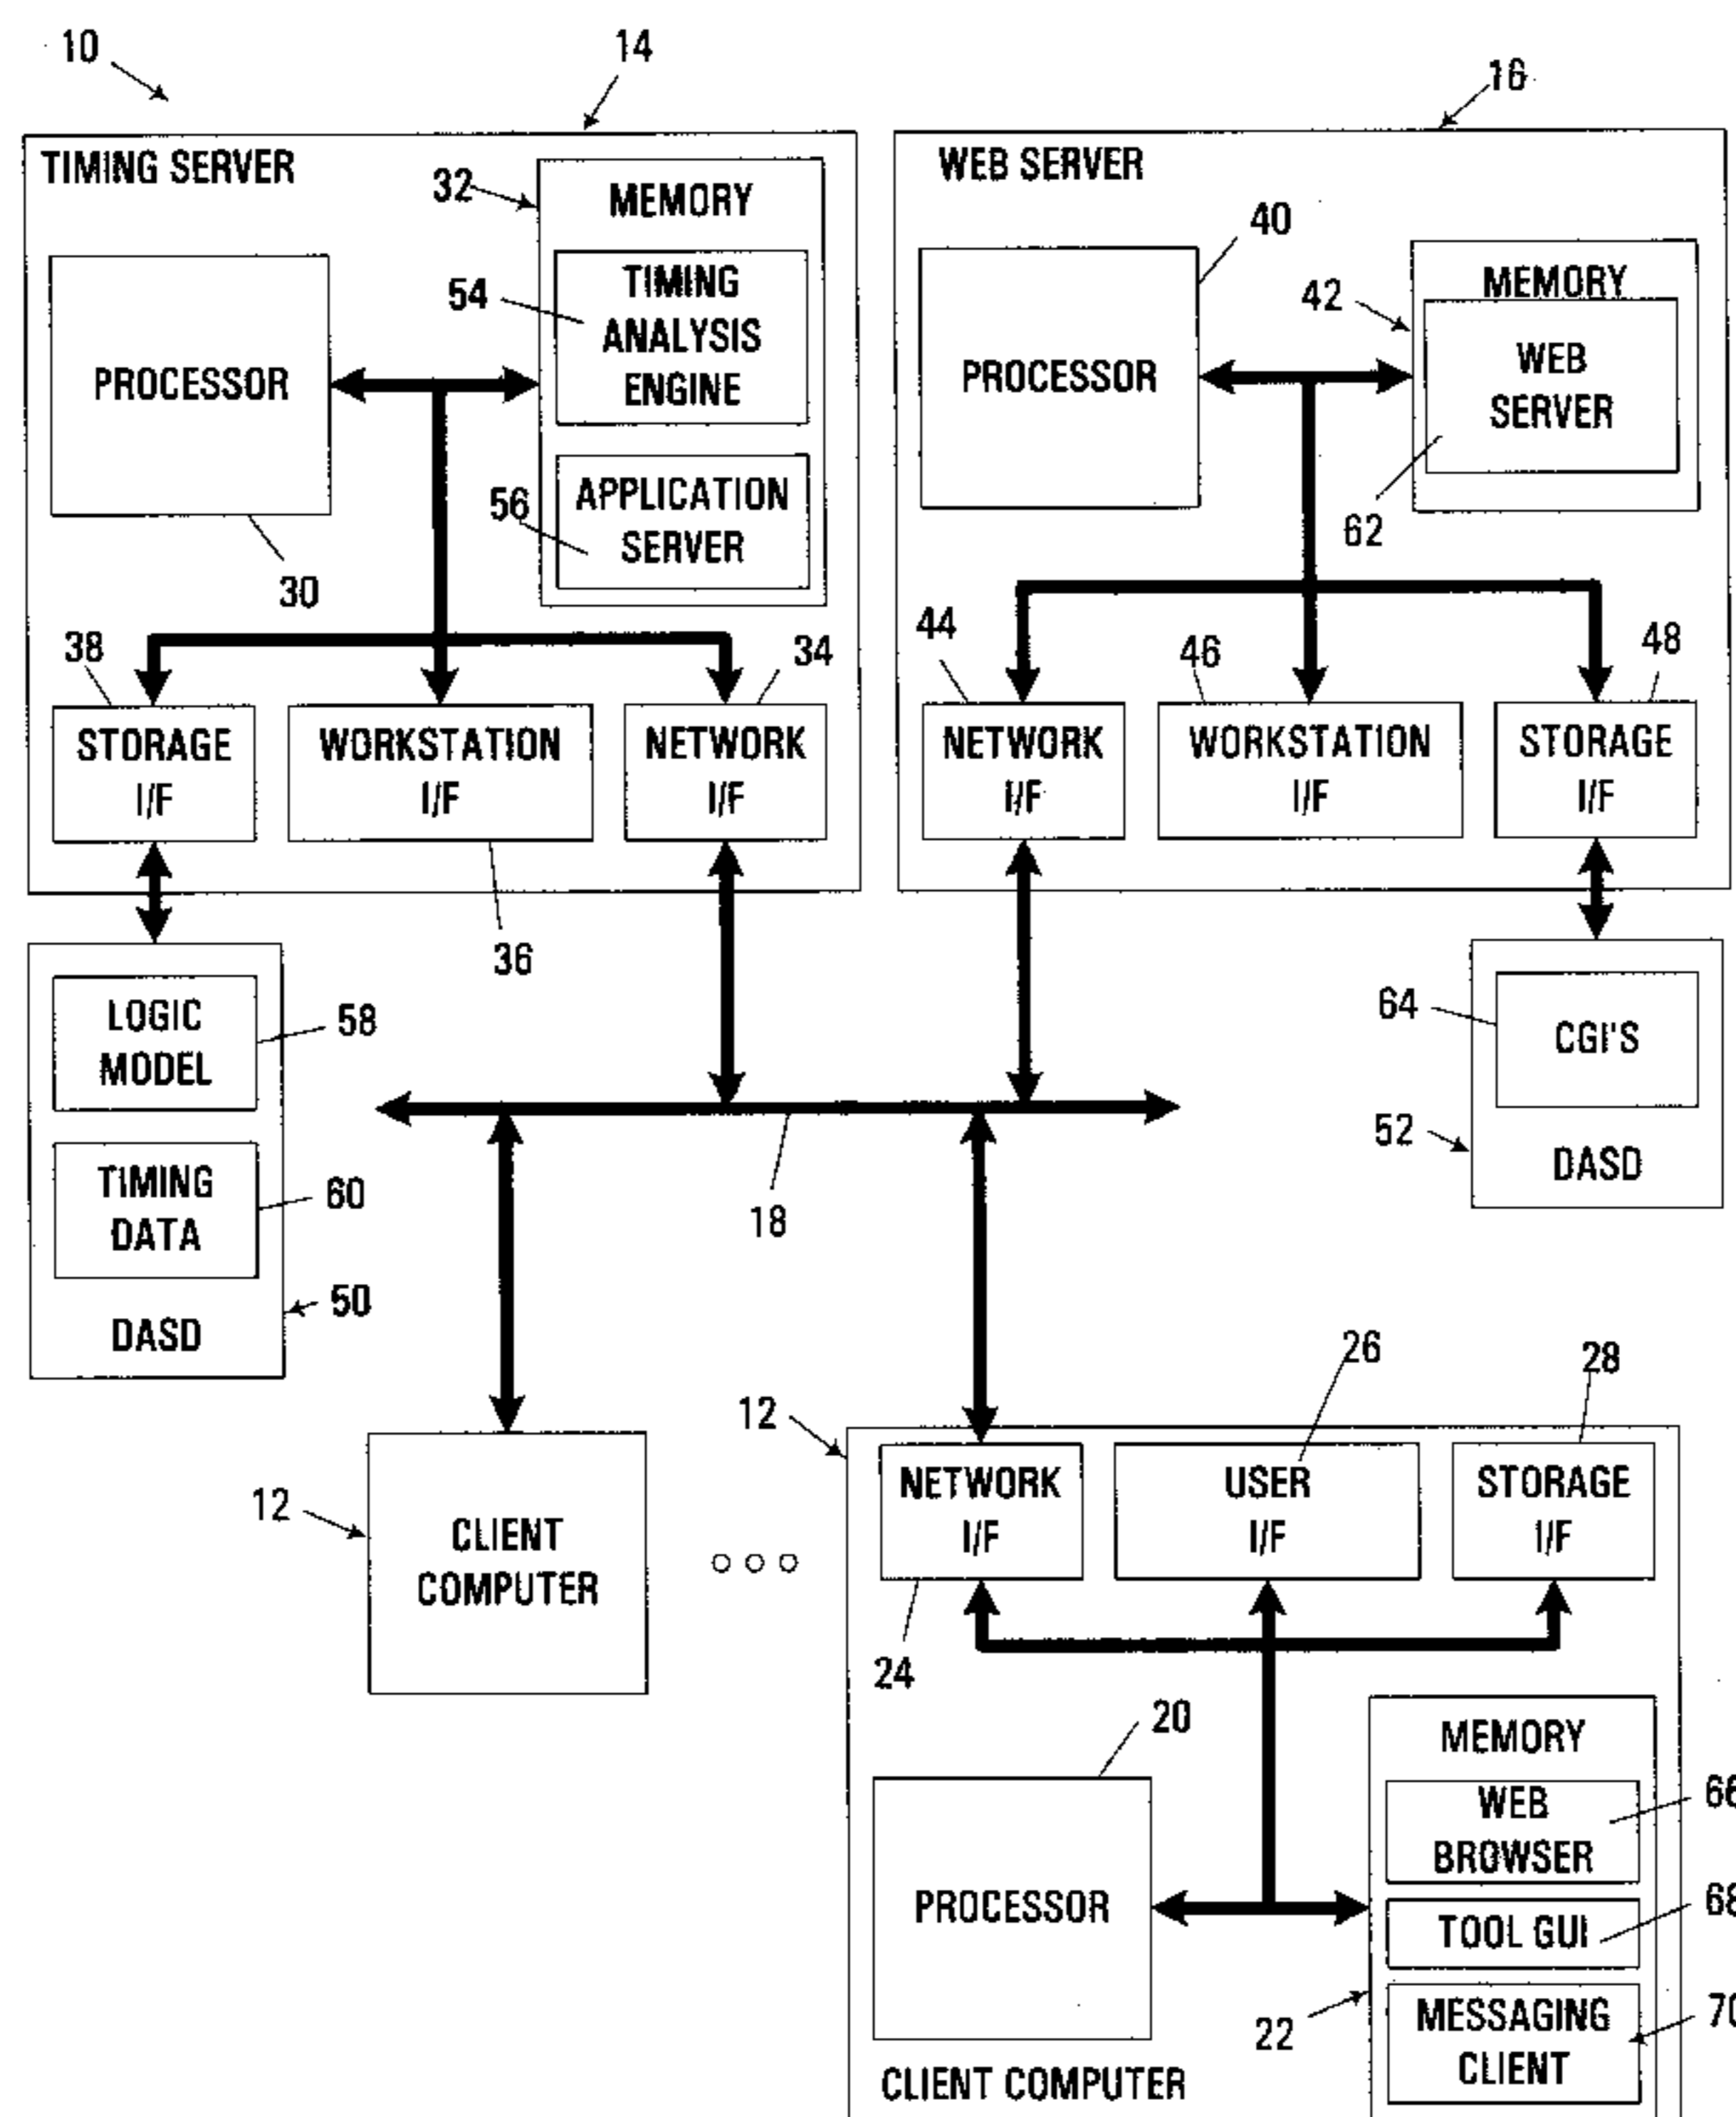 10
14
16
TIMING SERVER
32
MEMORY
54
TIMING
ANALYSIS
ENGINE
PROCESSOR
56
APPLICATION
SERVER
30
38
34
STORAGE
I/F
WORKSTATION
I/F
NETWORK
I/F
36
WEB SERVER
40
42
MEMORY
WEB
SERVER
PROCESSOR
62
44
46
48
NETWORK
I/F
WORKSTATION
I/F
STORAGE
I/F
LOGIC
MODEL
58
TIMING
DATA
60
50
DASD
64
CGI'S
52
DASD
18
12
CLIENT
COMPUTER
12
26
28
NETWORK
I/F
USER
I/F
STORAGE
I/F
24
20
PROCESSOR
MEMORY
WEB
BROWSER
66
TOOL GUI
68
22
MESSAGING
CLIENT
70
CLIENT COMPUTER